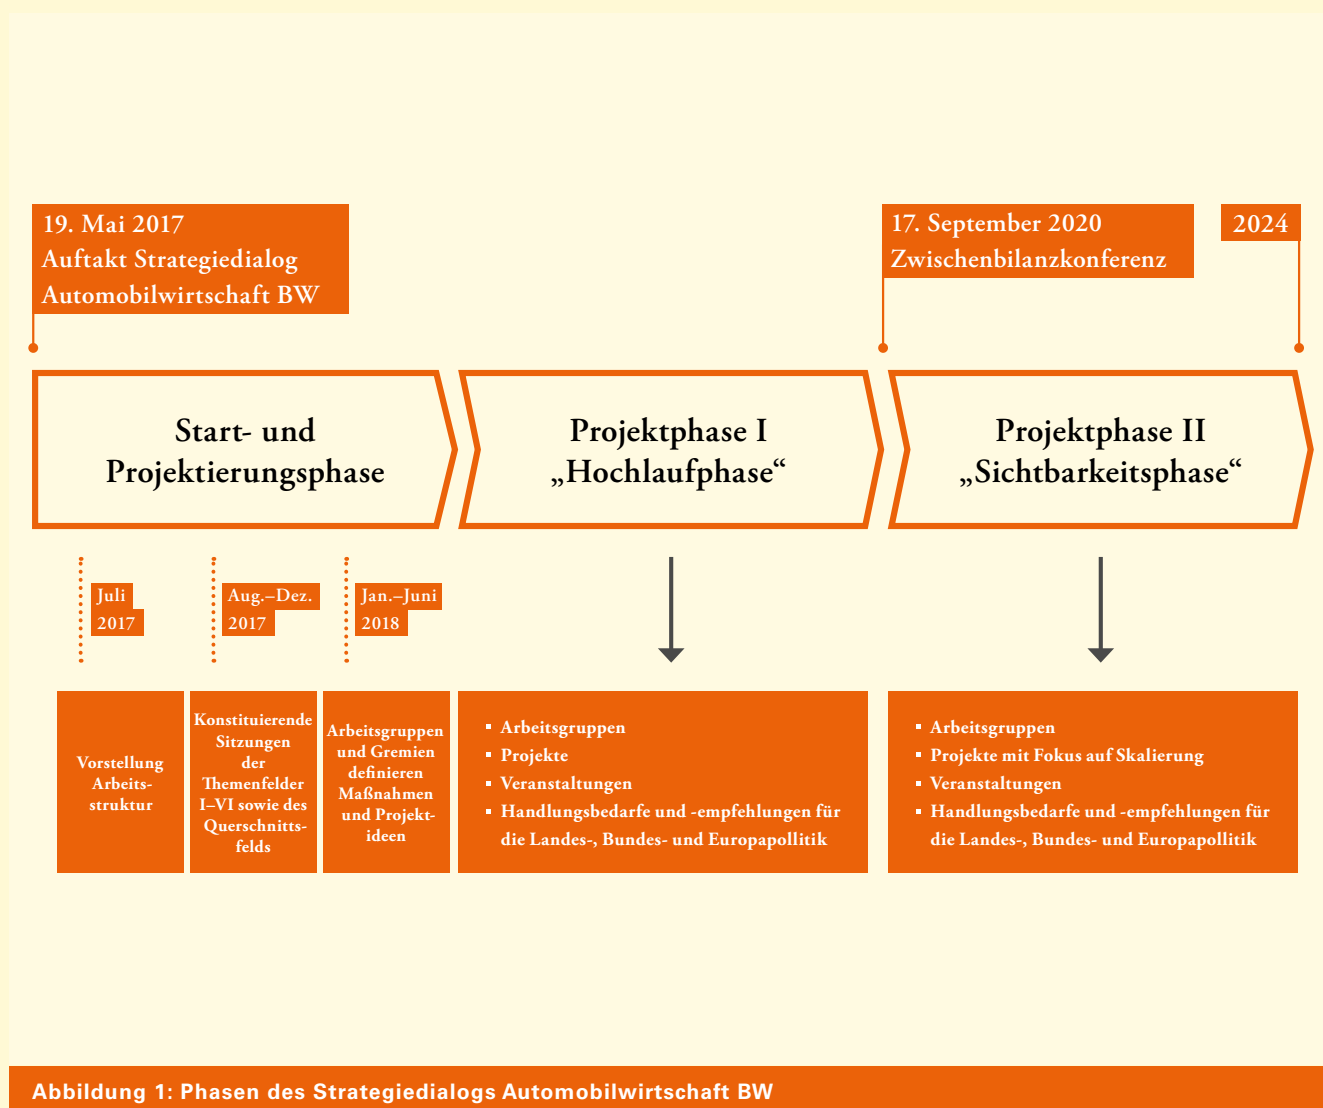 19. Mai 2017
Auftakt Strategiedialog
Automobilwirtschaft BW
17. September 2020
Zwischenbilanzkonferenz
2024
Start- und
Projektierungsphase
Projektphase I
„Hochlaufphase“
Projektphase II
„Sichtbarkeitsphase“
Juli
2017
Aug.–Dez.
2017
Jan.–Juni
2018
Vorstellung
Arbeits-
struktur
Konstituierende
Sitzungen
der
Themenfelder
I–VI sowie des
Querschnitts-
felds
Arbeitsgruppen
und Gremien
definieren
Maßnahmen
und Projekt-
ideen
▪ Arbeitsgruppen
▪ Projekte
▪ Veranstaltungen
▪ Handlungsbedarfe und -empfehlungen für
die Landes-, Bundes- und Europapollitik
▪ Arbeitsgruppen
▪ Projekte mit Fokus auf Skalierung
▪ Veranstaltungen
▪ Handlungsbedarfe und -empfehlungen für
die Landes-, Bundes- und Europapollitik
Abbildung 1: Phasen des Strategiedialogs Automobilwirtschaft BW